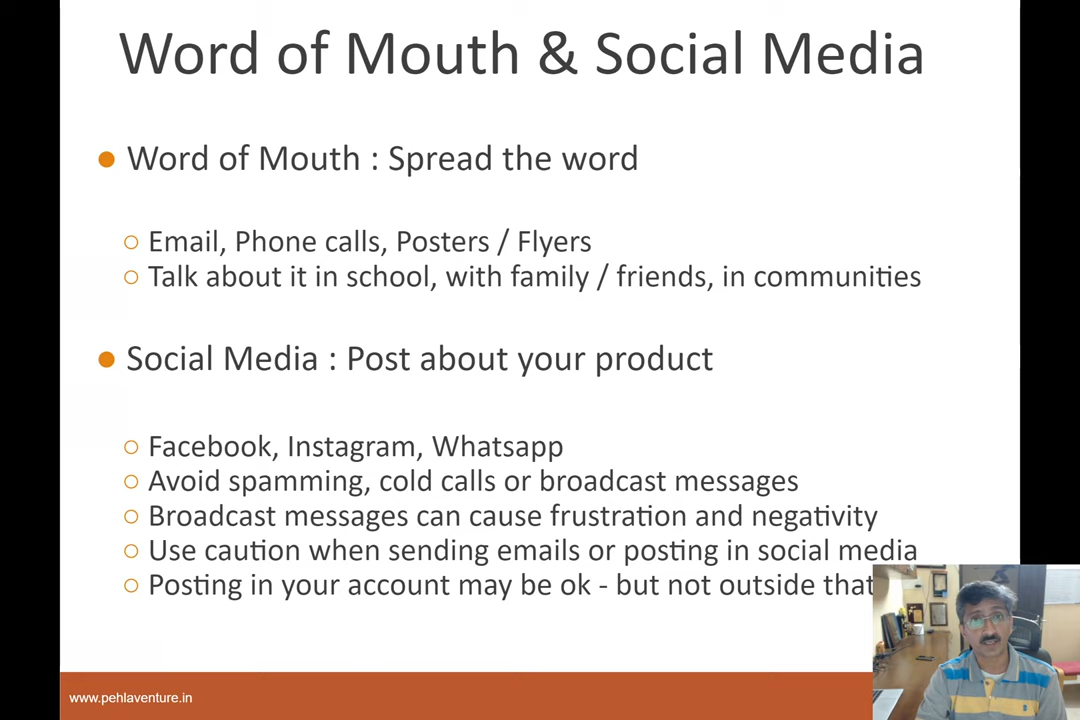 Word of Mouth & Social Media
● Word of Mouth : Spread the word
○ Email, Phone calls, Posters / Flyers
○ Talk about it in school, with family / friends, in communities
● Social Media : Post about your product
○ Facebook, Instagram, Whatsapp
○ Avoid spamming, cold calls or broadcast messages
○ Broadcast messages can cause frustration and negativity
○ Use caution when sending emails or posting in social media
○ Posting in your account may be ok - but not outside that
www.pehlaventure.in